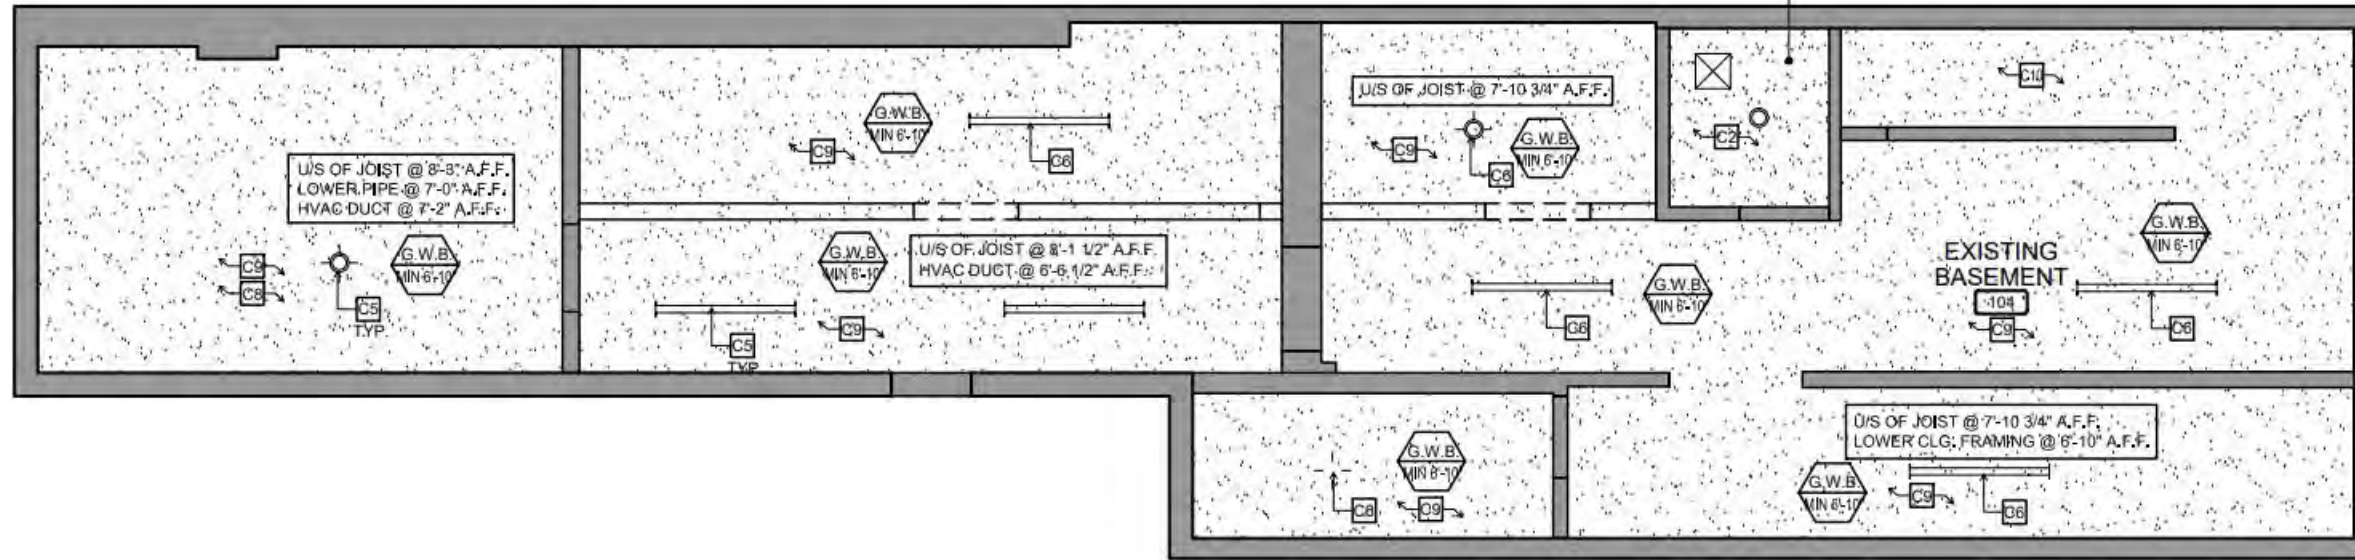 U/S OF JOIST @ 8'-8" A.F.F.
LOWER PIPE @ 7'-0" A.F.F.
HVAC DUCT @ 7'-2" A.F.F.
C9
C8
C5
TYP
G.W.B.
MIN 6'-10"
C9
G.W.B.
MIN 6'-10"
C6
G.W.B.
MIN 6'-10"
U/S OF JOIST @ 8'-1 1/2" A.F.F.
HVAC DUCT @ 6'-6 1/2" A.F.F.
C5
TYP
C9
U/S OF JOIST @ 7'-10 3/4" A.F.F.
C9
C6
G.W.B.
MIN 6'-10"
C2
C10
C6
G.W.B.
MIN 6'-10"
EXISTING
BASEMENT
104
C9
G.W.B.
MIN 6'-10"
C6
C8
G.W.B.
MIN 6'-10"
C9
U/S OF JOIST @ 7'-10 3/4" A.F.F.
LOWER CLG. FRAMING @ 6'-10" A.F.F.
G.W.B.
MIN 6'-10"
C9
C6